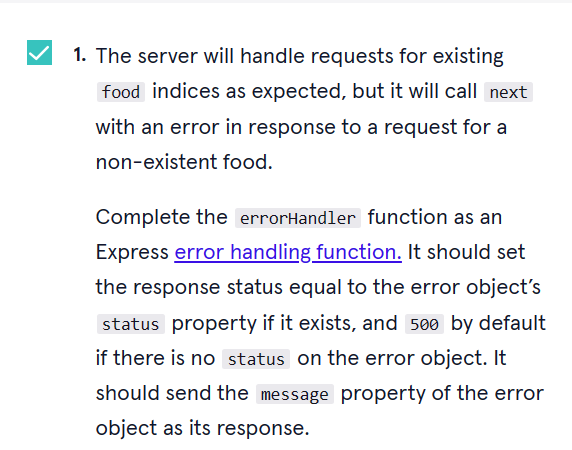 1. The server will handle requests for existing
food indices as expected, but it will call next
with an error in response to a request for a
non-existent food.
Complete the errorHandler function as an
Express error handling function. It should set
the response status equal to the error object’s
status property if it exists, and 500 by default
if there is no status on the error object. It
should send the message property of the error
object as its response.